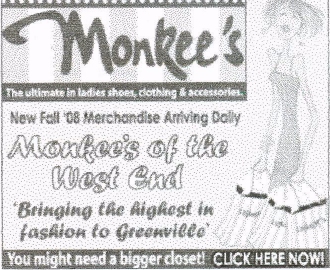 Monkee's
The ultimate in ladies shoes, clothing & accessories.
New Fall '08 Merchandise Arriving Daily
Monkee's of the
West End
'Bringing the highest in
fashion to Greenville'
You might need a bigger closet! CLICK HERE NOW!